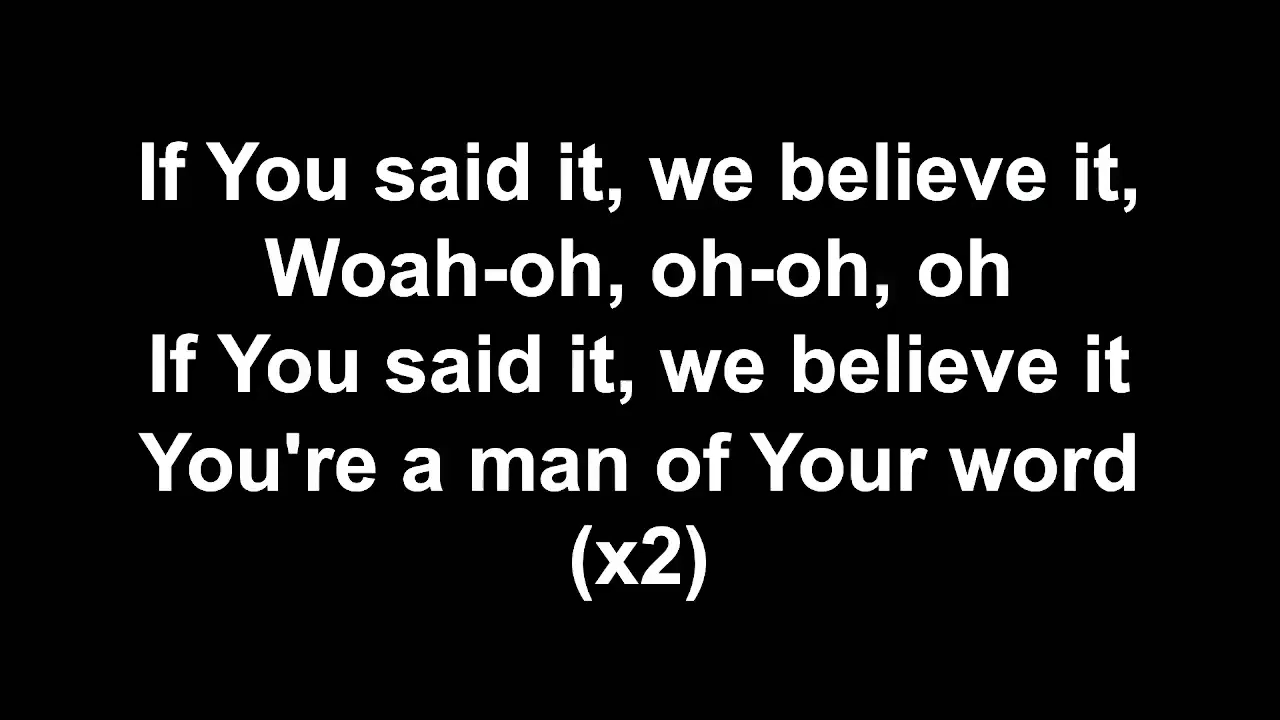 If You said it, we believe it,
Woah-oh, oh-oh, oh
If You said it, we believe it
You're a man of Your word
(x2)